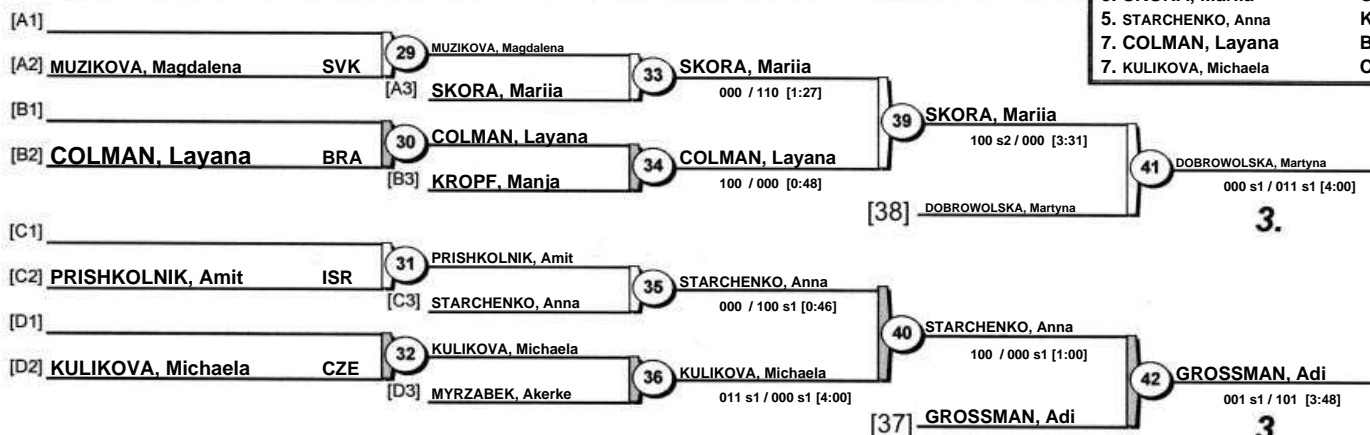 5. STARCHENKO, Anna K
7. COLMAN, Layana B
7. KULIKOVA, Michaela C
[A1]
[A2] MUZIKOVA, Magdalena SVK
29
MUZIKOVA, Magdalena
[A3] SKORA, Mariia
33
SKORA, Mariia
000 / 110 [1:27]
[B1]
[B2] COLMAN, Layana BRA
30
COLMAN, Layana
[B3] KROPF, Manja
34
COLMAN, Layana
100 / 000 [0:48]
39
SKORA, Mariia
100 s2 / 000 [3:31]
[38] DOBROWOLSKA, Martyna
41
DOBROWOLSKA, Martyna
000 s1 / 011 s1 [4:00]
3.
[C1]
[C2] PRISHKOLNIK, Amit ISR
31
PRISHKOLNIK, Amit
[C3] STARCHENKO, Anna
35
STARCHENKO, Anna
000 / 100 s1 [0:46]
[D1]
[D2] KULIKOVA, Michaela CZE
32
KULIKOVA, Michaela
[D3] MYRZABEK, Akerke
36
KULIKOVA, Michaela
011 s1 / 000 s1 [4:00]
40
STARCHENKO, Anna
100 / 000 s1 [1:00]
[37] GROSSMAN, Adi
42
GROSSMAN, Adi
001 s1 / 101 [3:48]
3